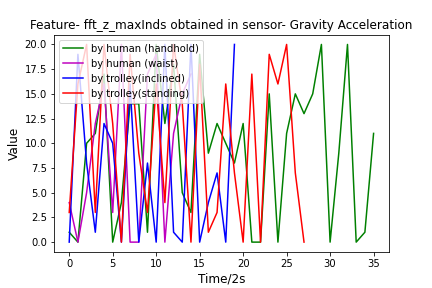 Feature- fft_z_maxInds obtained in sensor- Gravity Acceleration
by human (handhold)
by human (waist)
by trolley(inclined)
by trolley(standing)
20.0
17.5
15.0
12.5
10.0
7.5
5.0
2.5
0.0
Value
0 5 10 15 20 25 30 35
Time/2s